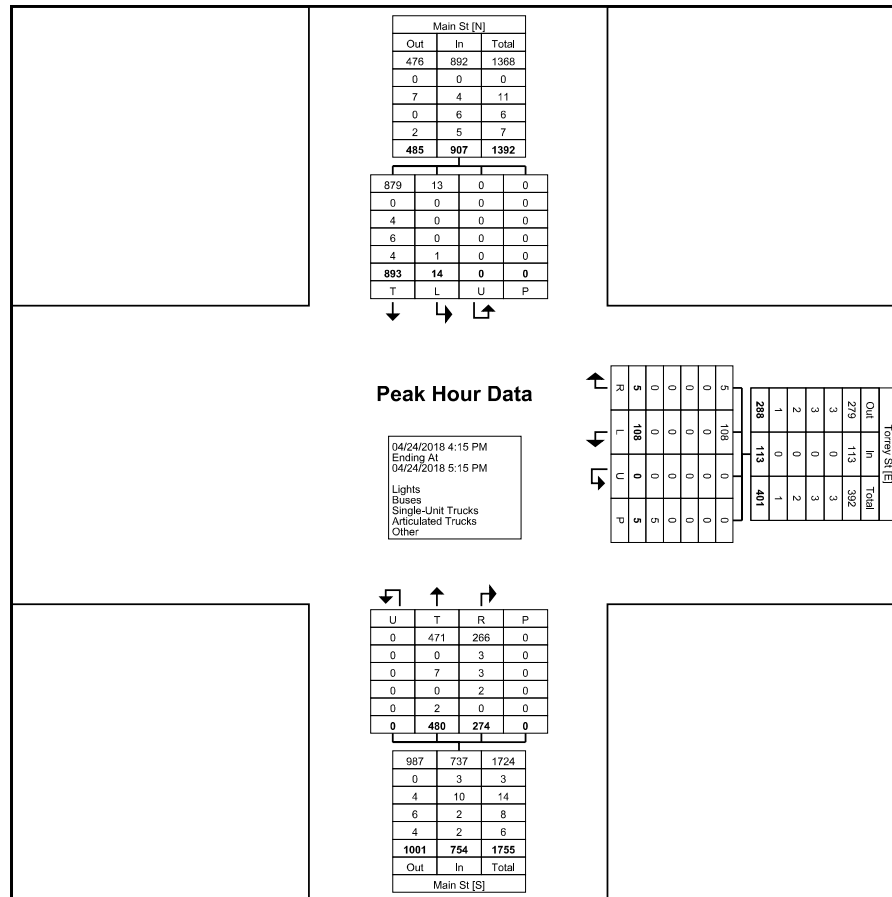 Main St [N]
Out In Total
476 892 1368
0 0 0
7 4 11
0 6 6
2 5 7
485 907 1392
879 13 0 0
0 0 0 0
4 0 0 0
6 0 0 0
4 1 0 0
893 14 0 0
T L U P
Peak Hour Data
04/24/2018 4:15 PM
Ending At
04/24/2018 5:15 PM
Lights
Buses
Single-Unit Trucks
Articulated Trucks
Other
Torrey St [E]
Out In Total
279 113 392
3 0 3
3 0 3
2 0 2
1 0 1
288 113 401
5 108 0 0
0 0 0 0
0 0 0 0
0 0 0 0
0 0 0 5
5 108 0 5
R L U P
U T R P
0 471 266 0
0 0 3 0
0 7 3 0
0 0 2 0
0 2 0 0
0 480 274 0
987 737 1724
0 3 3
4 10 14
6 2 8
4 2 6
1001 754 1755
Out In Total
Main St [S]